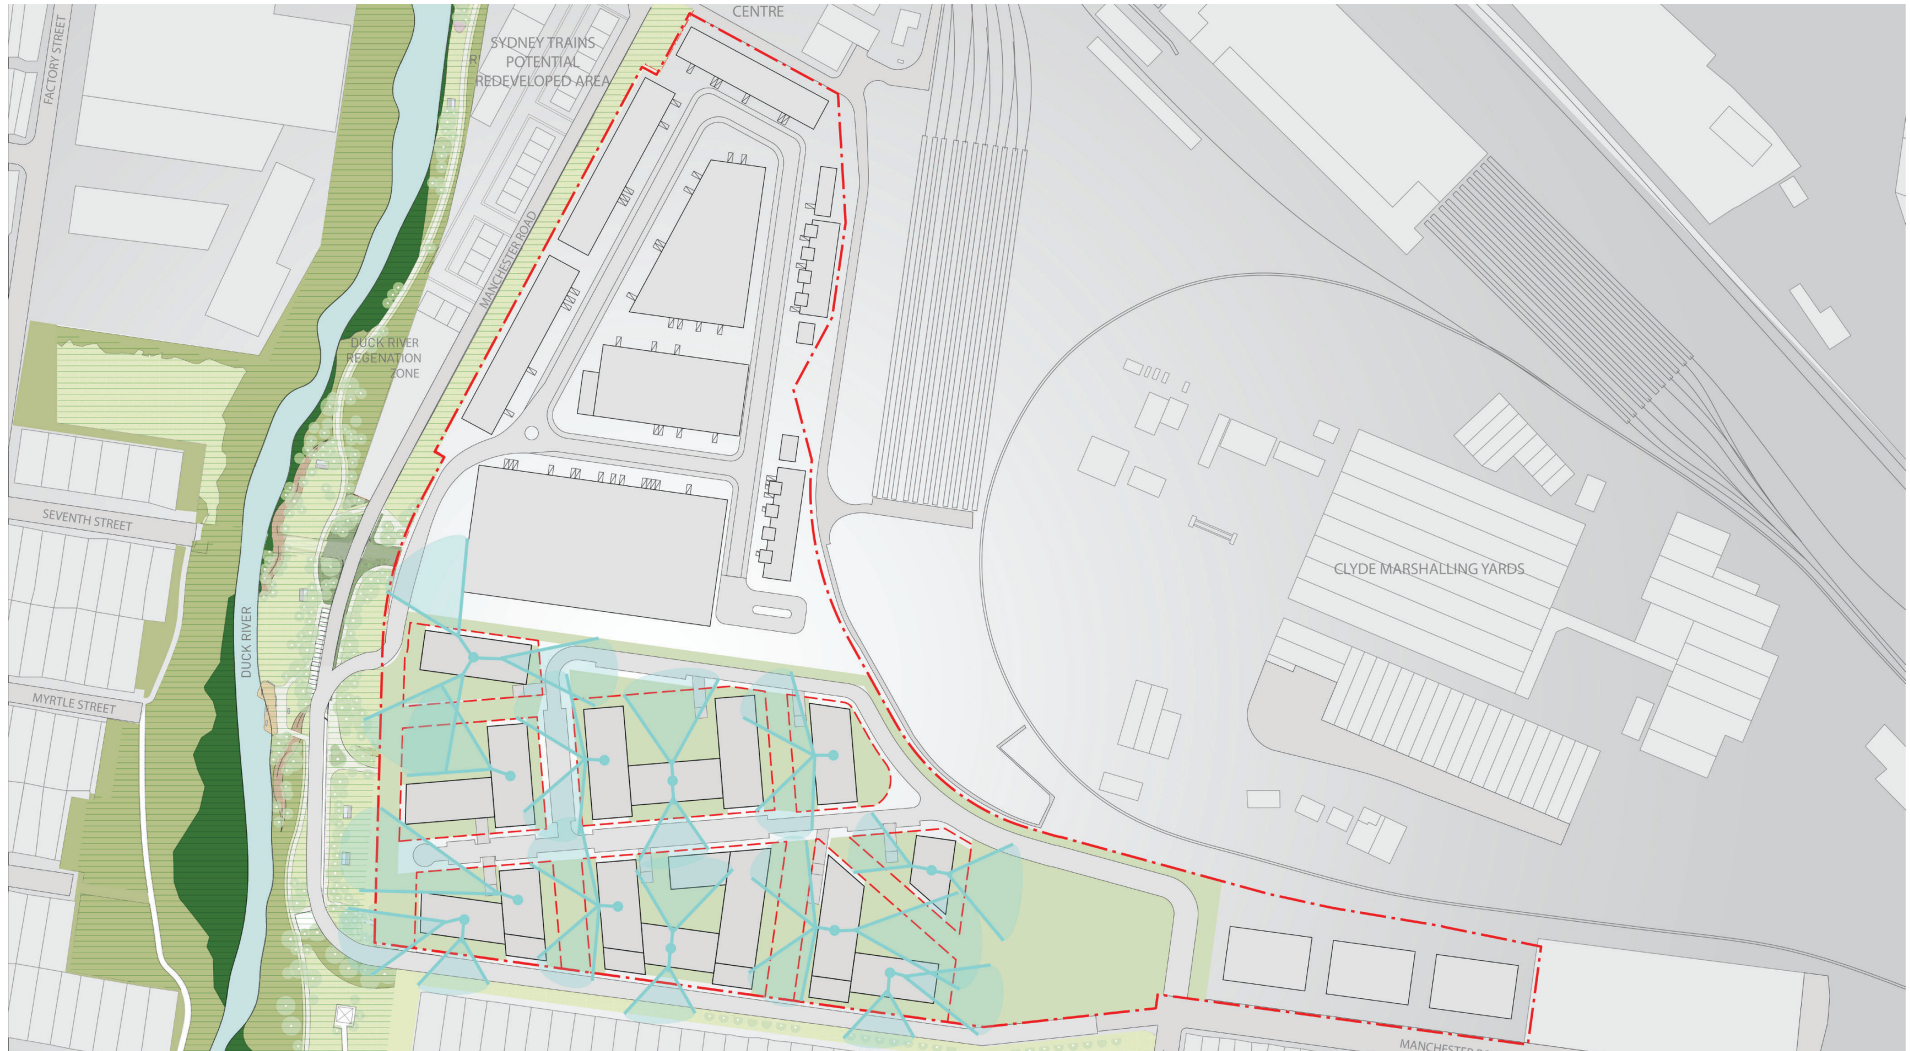 CENTRE
FACTORY STREET
SYDNEY TRAINS
POTENTIAL
REDEVELOPED AREA
MANCHESTER ROAD
DUCK RIVER
REGENATION
ZONE
SEVENTH STREET
CLYDE MARSHALLING YARDS
DUCK RIVER
MYRTLE STREET
MANCHESTER